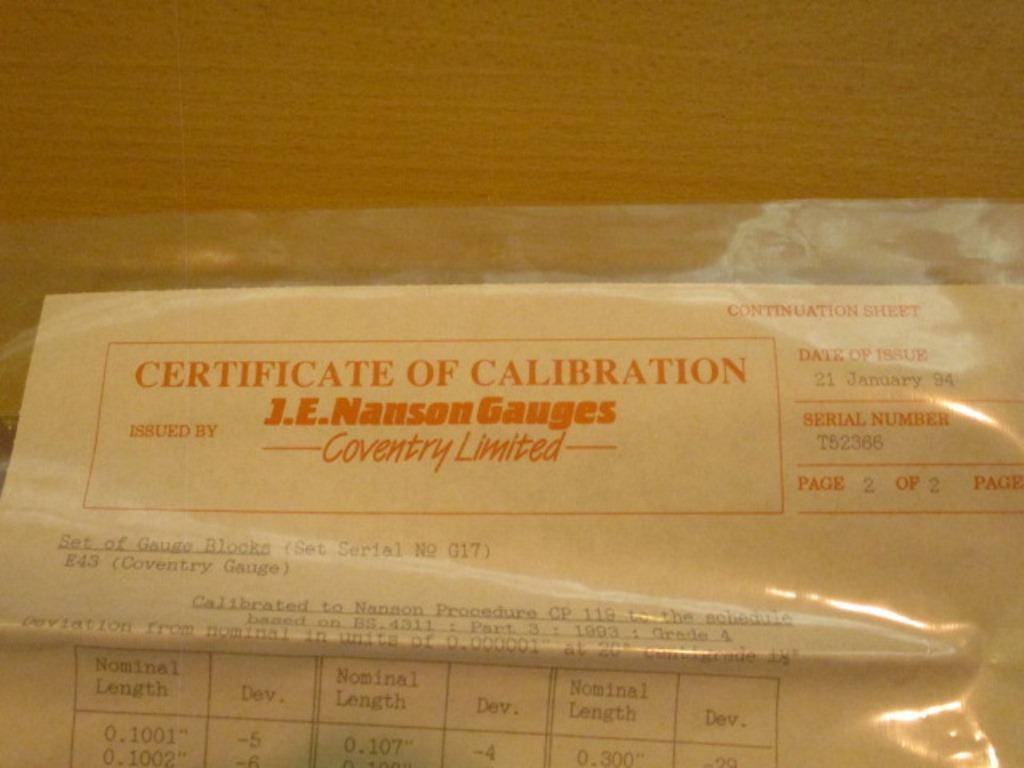 CONTINUATION SHEET
CERTIFICATE OF CALIBRATION
ISSUED BY
J.E.Nanson Gauges
Coventry Limited
DATE OF ISSUE
21 January 94
SERIAL NUMBER
T52366
PAGE 2 OF 2 PAGE
Set of Gauge Blocks (Set Serial No G17)
E43 (Coventry Gauge)
Calibrated to Nanson Procedure CP 119 to the schedule
based on BS.4311 : Part 3 : 1993 : Grade 4
Deviation from nominal in units of 0.000001" at 20° Centigrade
Nominal Length Dev. Nominal Length Dev. Nominal Length Dev.
0.1001" -5 0.107" -4 0.300" -29
0.1002" -6